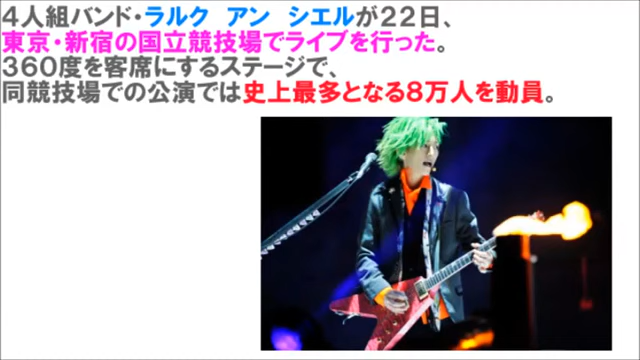 ４人組バンド・ラルク　アン　シエルが２２日、
東京・新宿の国立競技場でライブを行った。
３６０度を客席にするステージで、
同競技場での公演では史上最多となる８万人を動員。